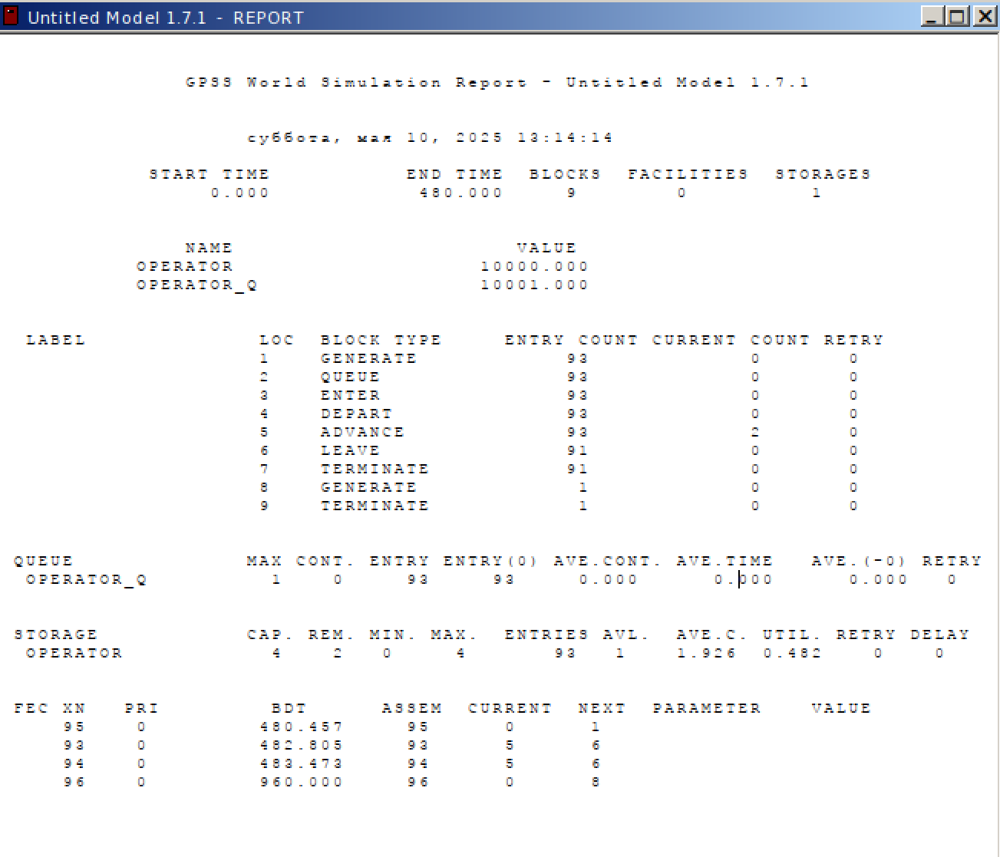 Untitled Model 1.7.1 - REPORT
GPSS World Simulation Report - Untitled Model 1.7.1
суббота, мая 10, 2025 13:14:14
START TIME END TIME BLOCKS FACILITIES STORAGES
0.000 480.000 9 0 1
NAME VALUE
OPERATOR 10000.000
OPERATOR_Q 10001.000
LABEL LOC BLOCK TYPE ENTRY COUNT CURRENT COUNT RETRY
1 GENERATE 93 0 0
2 QUEUE 93 0 0
3 ENTER 93 0 0
4 DEPART 93 0 0
5 ADVANCE 93 2 0
6 LEAVE 91 0 0
7 TERMINATE 91 0 0
8 GENERATE 1 0 0
9 TERMINATE 1 0 0
QUEUE MAX CONT. ENTRY ENTRY(0) AVE.CONT. AVE.TIME AVE.(-0) RETRY
OPERATOR_Q 1 0 93 93 0.000 0.000 0.000 0
STORAGE CAP. REM. MIN. MAX. ENTRIES AVL. AVE.C. UTIL. RETRY DELAY
OPERATOR 4 2 0 4 93 1 1.926 0.482 0 0
FEC XN PRI BDT ASSEM CURRENT NEXT PARAMETER VALUE
95 0 480.457 95 0 1
93 0 482.805 93 5 6
94 0 483.473 94 5 6
96 0 960.000 96 0 8